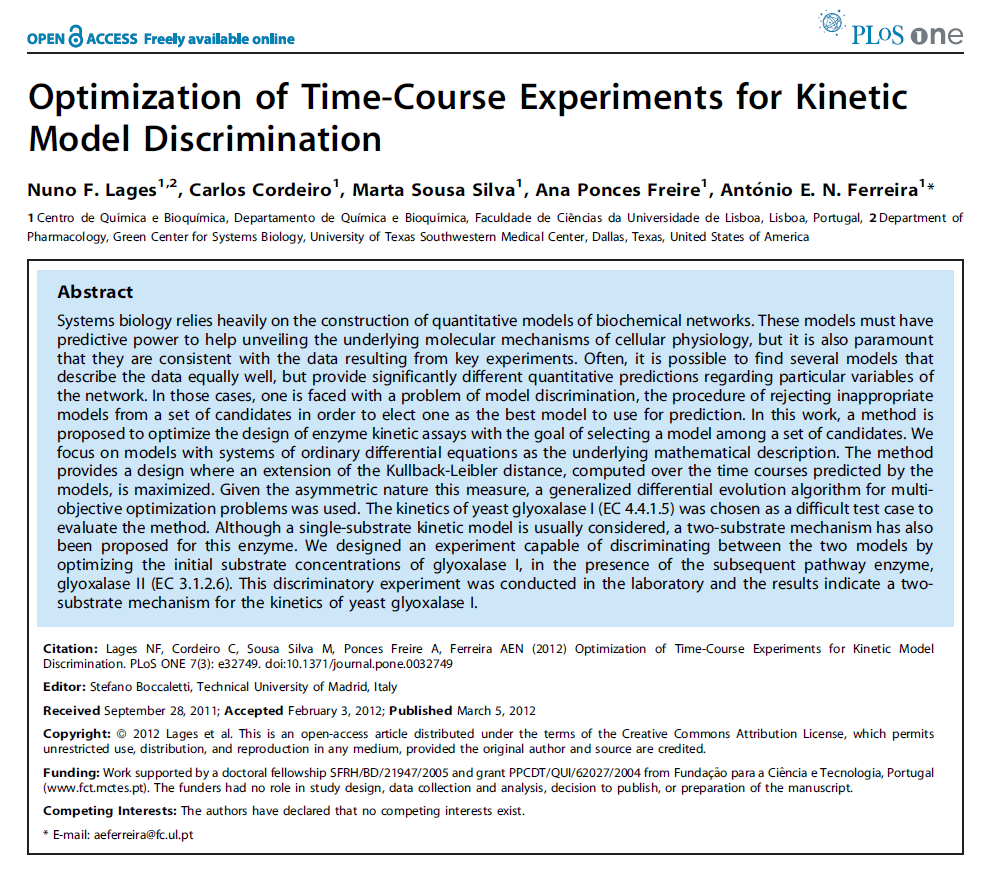 OPEN ACCESS Freely available online
PLoS one
Optimization of Time-Course Experiments for Kinetic
Model Discrimination
Nuno F. Lages1,2, Carlos Cordeiro1, Marta Sousa Silva1, Ana Ponces Freire1, António E. N. Ferreira1*
1 Centro de Química e Bioquímica, Departamento de Química e Bioquímica, Faculdade de Ciências da Universidade de Lisboa, Lisboa, Portugal, 2 Department of
Pharmacology, Green Center for Systems Biology, University of Texas Southwestern Medical Center, Dallas, Texas, United States of America
Abstract
Systems biology relies heavily on the construction of quantitative models of biochemical networks. These models must have
predictive power to help unveiling the underlying molecular mechanisms of cellular physiology, but it is also paramount
that they are consistent with the data resulting from key experiments. Often, it is possible to find several models that
describe the data equally well, but provide significantly different quantitative predictions regarding particular variables of
the network. In those cases, one is faced with a problem of model discrimination, the procedure of rejecting inappropriate
models from a set of candidates in order to elect one as the best model to use for prediction. In this work, a method is
proposed to optimize the design of enzyme kinetic assays with the goal of selecting a model among a set of candidates. We
focus on models with systems of ordinary differential equations as the underlying mathematical description. The method
provides a design where an extension of the Kullback-Leibler distance, computed over the time courses predicted by the
models, is maximized. Given the asymmetric nature this measure, a generalized differential evolution algorithm for multi-
objective optimization problems was used. The kinetics of yeast glyoxalase I (EC 4.4.1.5) was chosen as a difficult test case to
evaluate the method. Although a single-substrate kinetic model is usually considered, a two-substrate mechanism has also
been proposed for this enzyme. We designed an experiment capable of discriminating between the two models by
optimizing the initial substrate concentrations of glyoxalase I, in the presence of the subsequent pathway enzyme,
glyoxalase II (EC 3.1.2.6). This discriminatory experiment was conducted in the laboratory and the results indicate a two-
substrate mechanism for the kinetics of yeast glyoxalase I.
Citation: Lages NF, Cordeiro C, Sousa Silva M, Ponces Freire A, Ferreira AEN (2012) Optimization of Time-Course Experiments for Kinetic Model
Discrimination. PLoS ONE 7(3): e32749. doi:10.1371/journal.pone.0032749
Editor: Stefano Boccaletti, Technical University of Madrid, Italy
Received September 28, 2011; Accepted February 3, 2012; Published March 5, 2012
Copyright: © 2012 Lages et al. This is an open-access article distributed under the terms of the Creative Commons Attribution License, which permits
unrestricted use, distribution, and reproduction in any medium, provided the original author and source are credited.
Funding: Work supported by a doctoral fellowship SFRH/BD/21947/2005 and grant PPCDT/QUI/62027/2004 from Fundação para a Ciência e Tecnologia, Portugal
(www.fct.mctes.pt). The funders had no role in study design, data collection and analysis, decision to publish, or preparation of the manuscript.
Competing Interests: The authors have declared that no competing interests exist.
* E-mail: aeferreira@fc.ul.pt